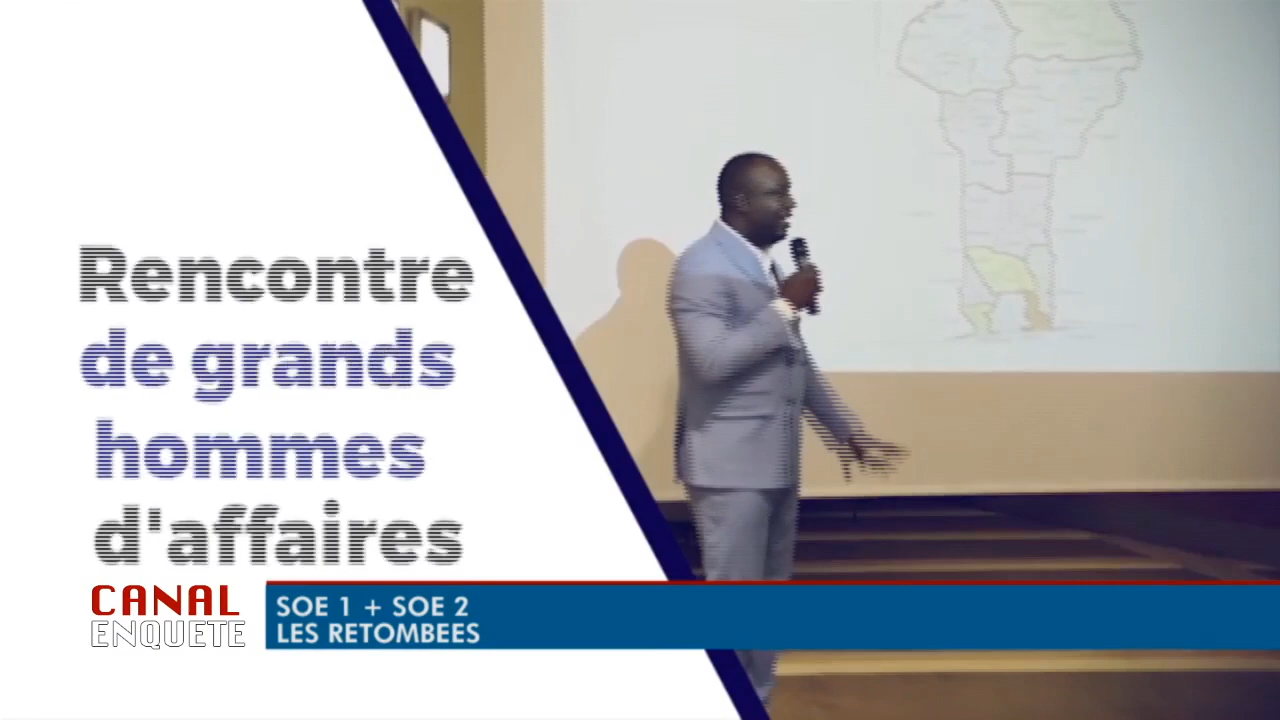 Rencontre
de grands
hommes
d'affaires
CANAL
ENQUETE
SOE 1 + SOE 2
LES RETOMBEES